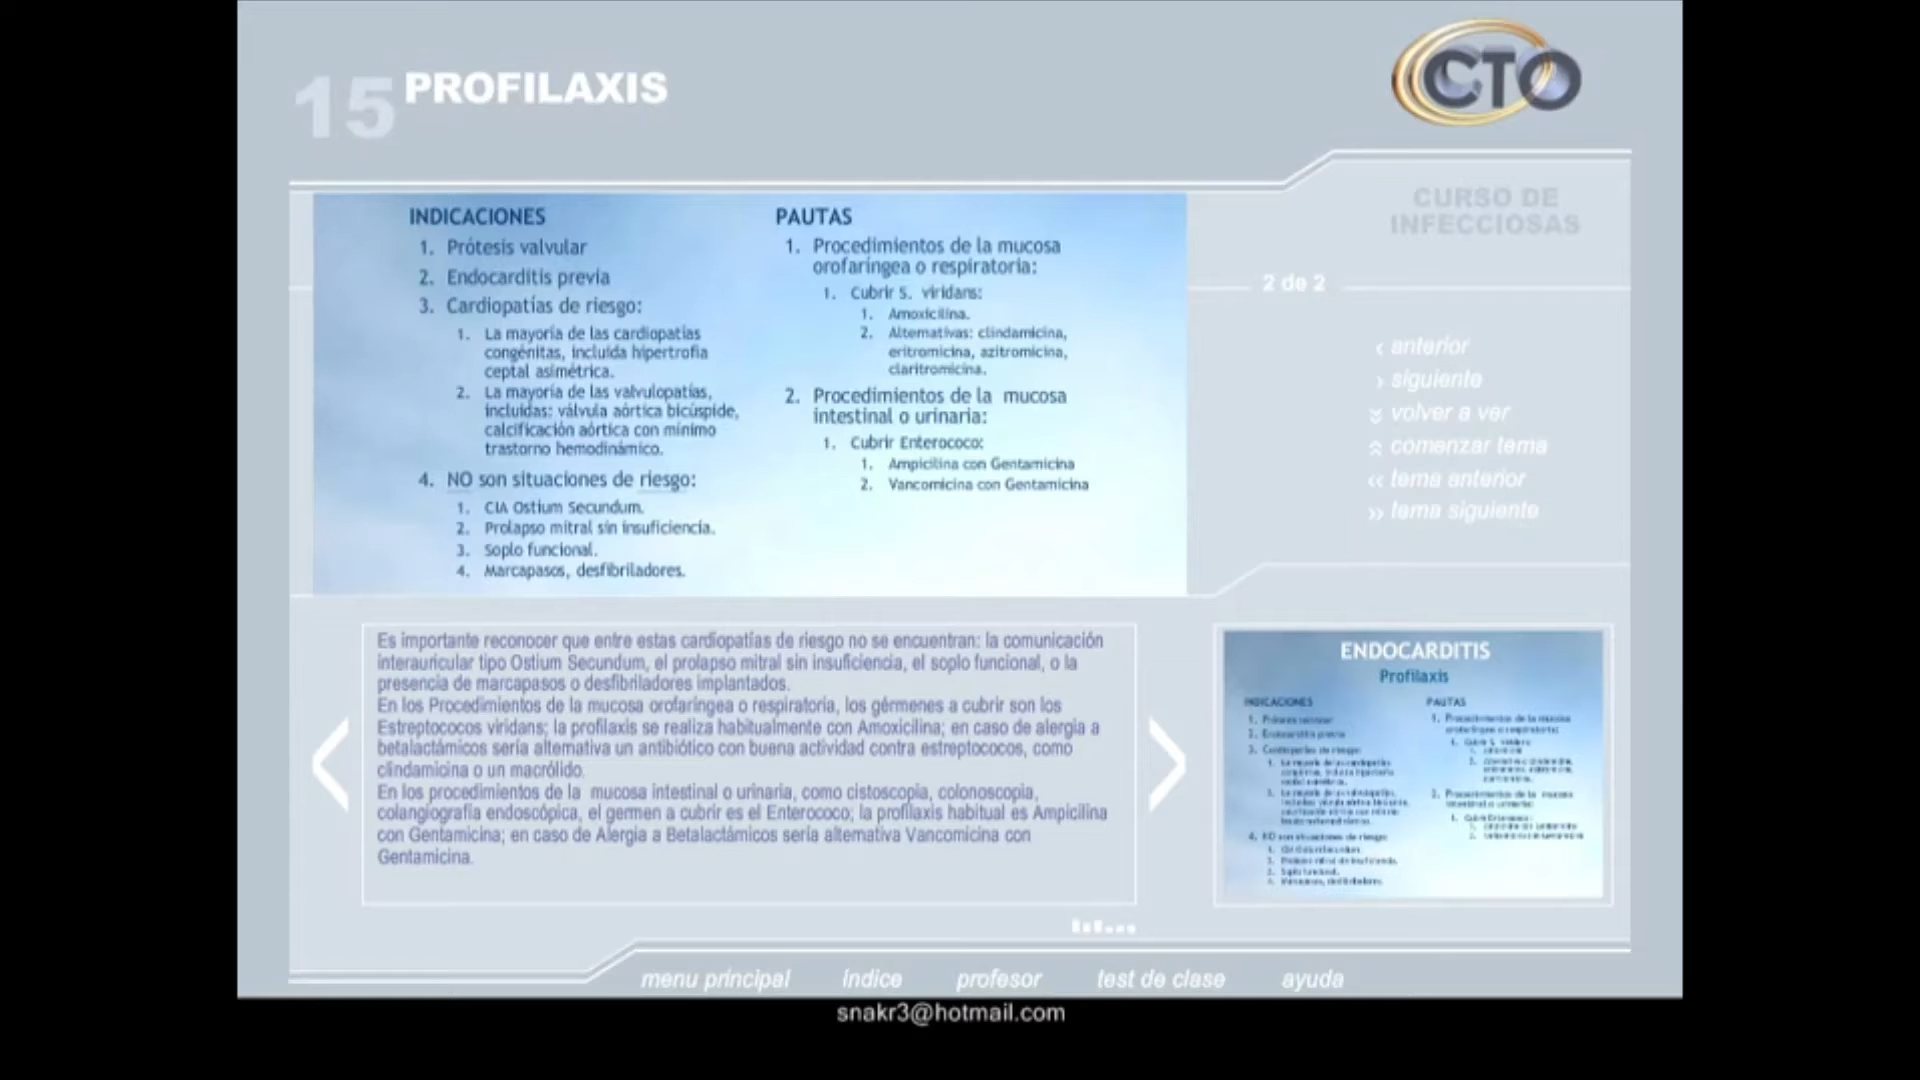 15 PROFILAXIS
CTO
CURSO DE
INFECCIOSAS
2 de 2
‹ anterior
› siguiente
volver a ver
comenzar tema
‹‹ tema anterior
›› tema siguiente
INDICACIONES
1. Prótesis valvular
2. Endocarditis previa
3. Cardiopatías de riesgo:
1. La mayoría de las cardiopatías
congénitas, incluida hipertrofia
ceptal asimétrica.
2. La mayoría de las valvulopatías,
incluidas: válvula aórtica bicúspide,
calcificación aórtica con mínimo
trastorno hemodinámico.
4. NO son situaciones de riesgo:
1. CIA Ostium Secundum.
2. Prolapso mitral sin insuficiencia.
3. Soplo funcional.
4. Marcapasos, desfibriladores.
PAUTAS
1. Procedimientos de la mucosa
orofaríngea o respiratoria:
1. Cubrir S. viridans:
1. Amoxicilina.
2. Alternativas: clindamicina,
eritromicina, azitromicina,
claritromicina.
2. Procedimientos de la mucosa
intestinal o urinaria:
1. Cubrir Enterococo:
1. Ampicilina con Gentamicina
2. Vancomicina con Gentamicina
Es importante reconocer que entre estas cardiopatías de riesgo no se encuentran: la comunicación
interauricular tipo Ostium Secundum, el prolapso mitral sin insuficiencia, el soplo funcional, o la
presencia de marcapasos o desfibriladores implantados.
En los Procedimientos de la mucosa orofaríngea o respiratoria, los gérmenes a cubrir son los
Estreptococos viridans; la profilaxis se realiza habitualmente con Amoxicilina; en caso de alergia a
betalactámicos sería alternativa un antibiótico con buena actividad contra estreptococos, como
clindamicina o un macrólido.
En los procedimientos de la mucosa intestinal o urinaria, como cistoscopia, colonoscopia,
colangiografía endoscópica, el germen a cubrir es el Enterococo; la profilaxis habitual es Ampicilina
con Gentamicina; en caso de Alergia a Betalactámicos sería alternativa Vancomicina con
Gentamicina.
ENDOCARDITIS
Profilaxis
INDICACIONES
PAUTAS
menu principal índice profesor test de clase ayuda
snakr3@hotmail.com